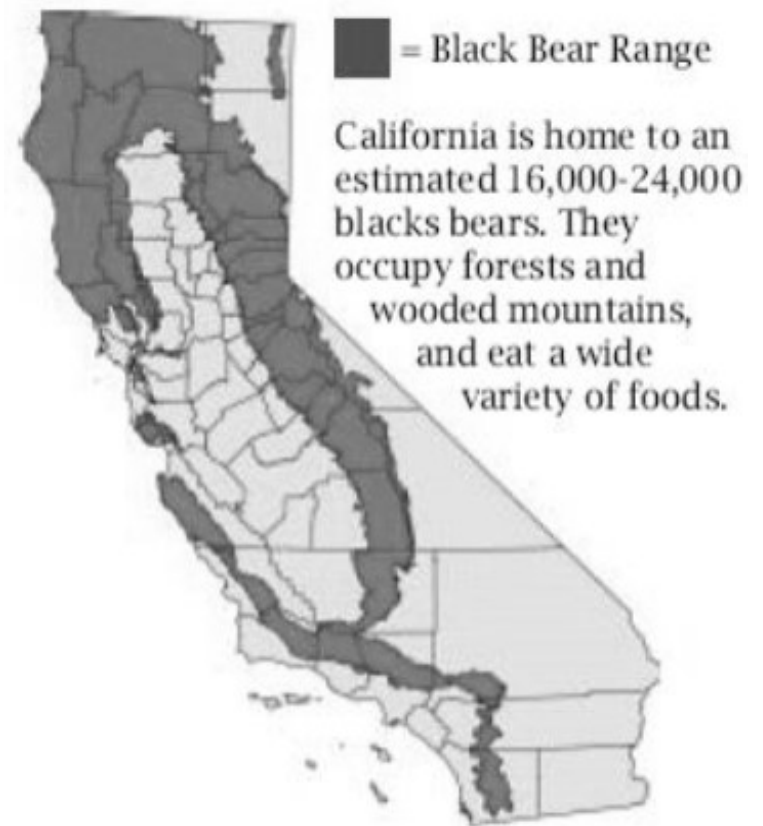 = Black Bear Range
California is home to an
estimated 16,000-24,000
blacks bears. They
occupy forests and
wooded mountains,
and eat a wide
variety of foods.